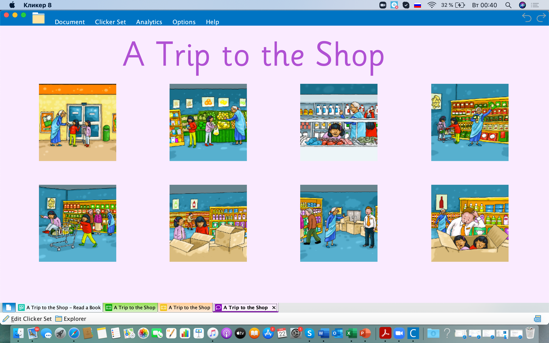 Кликер 8
32 %
Вт 00:40
Document Clicker Set Analytics Options Help
A Trip to the Shop
A Trip to the Shop - Read a Book
A Trip to the Shop
A Trip to the Shop
A Trip to the Shop
Edit Clicker Set
Explorer